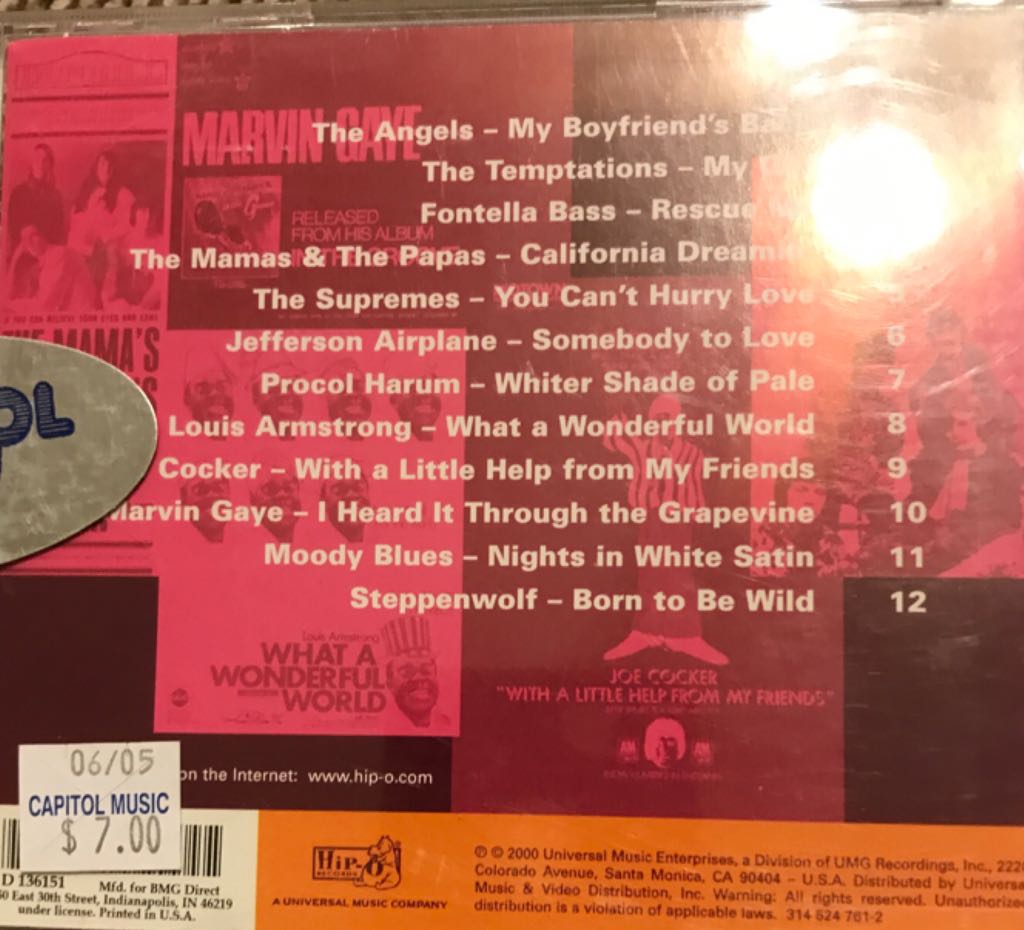 MARVIN GAYE
The Angels – My Boyfriend's
The Temptations – My
RELEASED
FROM HIS ALBUM
Fontella Bass – Rescue
The Mamas & The Papas – California
The Supremes – You Can't Hurry Love 5
Jefferson Airplane – Somebody to Love 6
MAMA'S
Procol Harum – Whiter Shade of Pale 7
OL
Louis Armstrong – What a Wonderful World 8
Cocker – With a Little Help from My Friends 9
Marvin Gaye – I Heard It Through the Grapevine 10
Moody Blues – Nights in White Satin 11
Steppenwolf – Born to Be Wild 12
Louis Armstrong
WHAT A
WONDERFUL
WORLD
JOE COCKER
"WITH A LITTLE HELP FROM MY FRIENDS"
AM AM
06/05
CAPITOL MUSIC
$ 7.00
on the Internet: www.hip-o.com
D 136151 Mfd. for BMG Direct
East 30th Street, Indianapolis, IN 46219
under license. Printed in U.S.A.
HIP-O
RECORDS
A UNIVERSAL MUSIC COMPANY
℗ © 2000 Universal Music Enterprises, a Division of UMG Recordings, Inc., 2220
Colorado Avenue, Santa Monica, CA 90404 – U.S.A. Distributed by Universa
Music & Video Distribution, Inc. Warning: All rights reserved. Unauthorize
distribution is a violation of applicable laws. 314 524 761-2